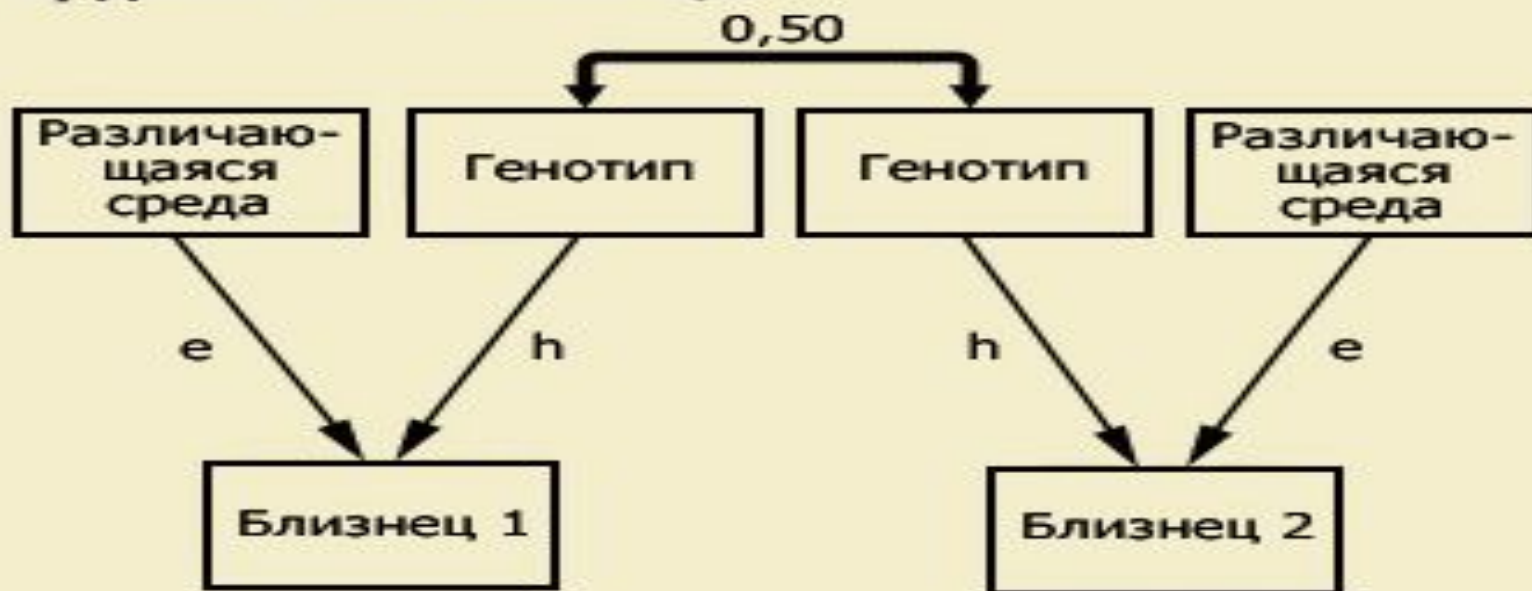 0,50
Различаю-
щаяся
среда
Генотип
Генотип
Различаю-
щаяся
среда
e
h
h
e
Близнец 1
Близнец 2